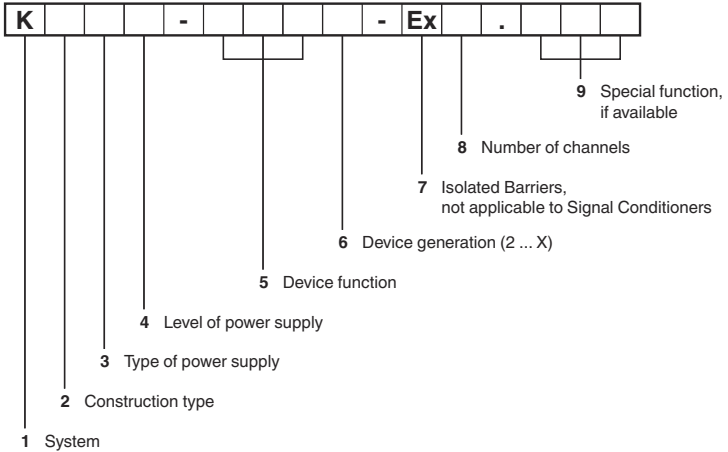 K - - Ex .
9 Special function,
if available
8 Number of channels
7 Isolated Barriers,
not applicable to Signal Conditioners
6 Device generation (2 ... X)
5 Device function
4 Level of power supply
3 Type of power supply
2 Construction type
1 System